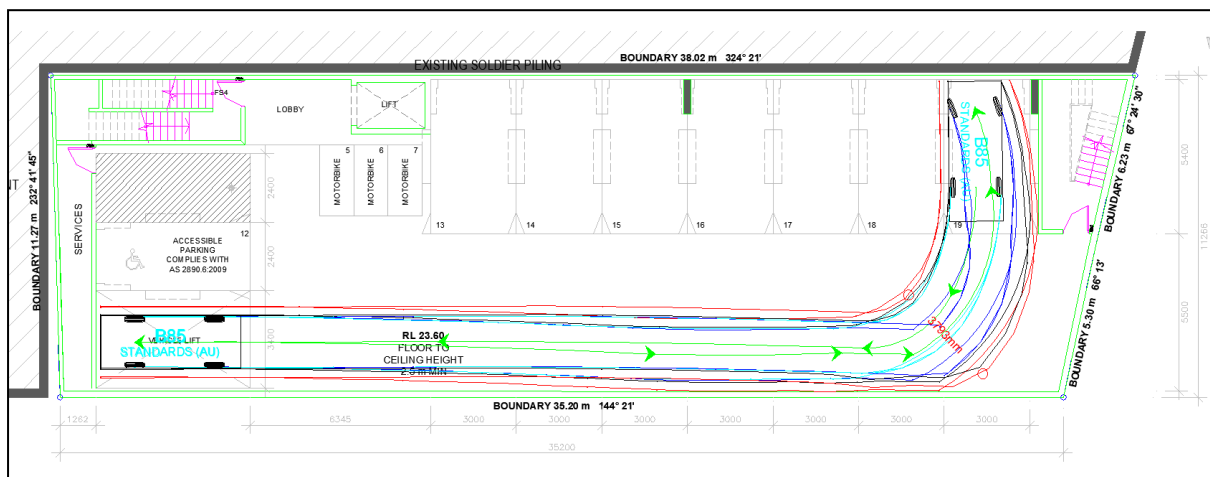 BOUNDARY 38.02 m 324° 21'
EXISTING SOLDIER PILING
FS4
LOBBY
LIFT
BOUNDARY 11.27 m 232° 41' 45"
SERVICES
2400
2400
3400
ACCESSIBLE
PARKING
COMPLIES WITH
AS 2890.6:2009
12
MOTORBIKE
5
MOTORBIKE
6
MOTORBIKE
7
13
14
15
16
17
18
19
B85
STANDARDS (AU)
BOUNDARY 6.23 m 67° 24' 30"
BOUNDARY 5.30 m 66° 13'
5400
5500
11266
3793mm
B85
VEHICLE LIFT
STANDARDS (AU)
RL 23.60
FLOOR TO
CEILING HEIGHT
BOUNDARY 35.20 m 144° 21'
1262
6345
3000
3000
3000
3000
3000
3000
3000
35200